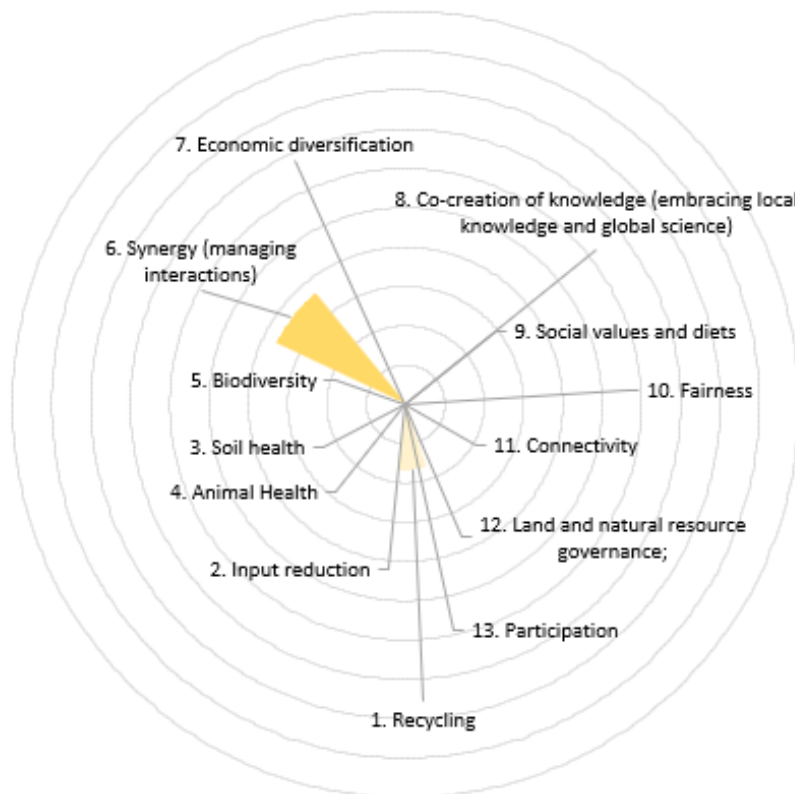 7. Economic diversification
8. Co-creation of knowledge (embracing local
knowledge and global science)
6. Synergy (managing
interactions)
9. Social values and diets
5. Biodiversity
10. Fairness
3. Soil health
11. Connectivity
4. Animal Health
12. Land and natural resource
governance;
2. Input reduction
13. Participation
1. Recycling